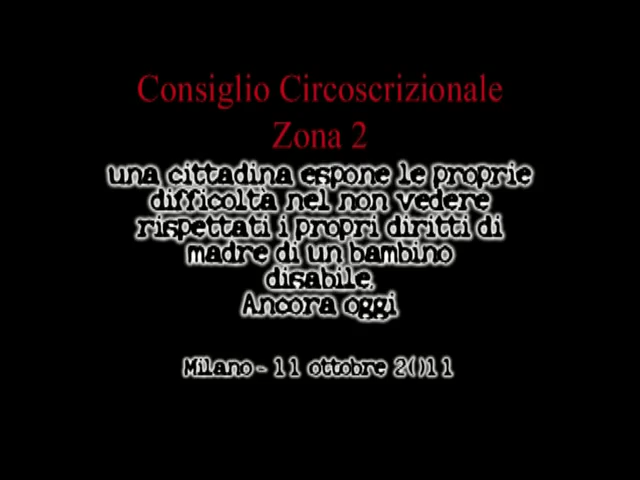 Consiglio Circoscrizionale
Zona 2
una cittadina espone le proprie
difficoltà nel non vedere
rispettati i propri diritti di
madre di un bambino
disabile.
Ancora oggi
Milano - 11 ottobre 2011